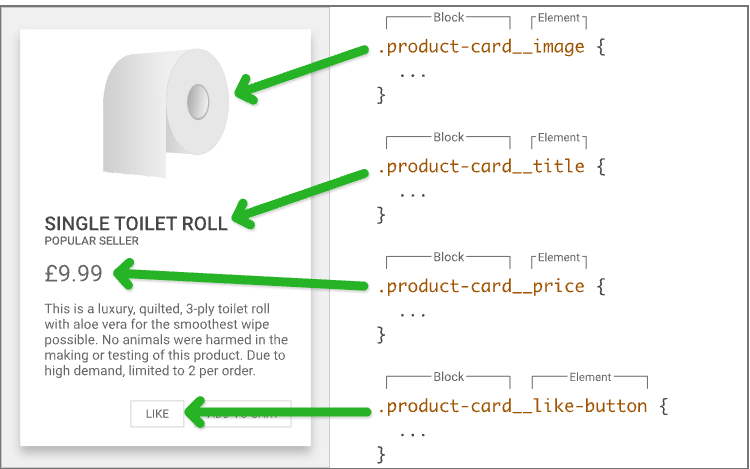 SINGLE TOILET ROLL
POPULAR SELLER
£9.99
This is a luxury, quilted, 3-ply toilet roll
with aloe vera for the smoothest wipe
possible. No animals were harmed in the
making or testing of this product. Due to
high demand, limited to 2 per order.
LIKE
ADD TO CART
Block Element
.product-card__image {
...
}
Block Element
.product-card__title {
...
}
Block Element
.product-card__price {
...
}
Block Element
.product-card__like-button {
...
}